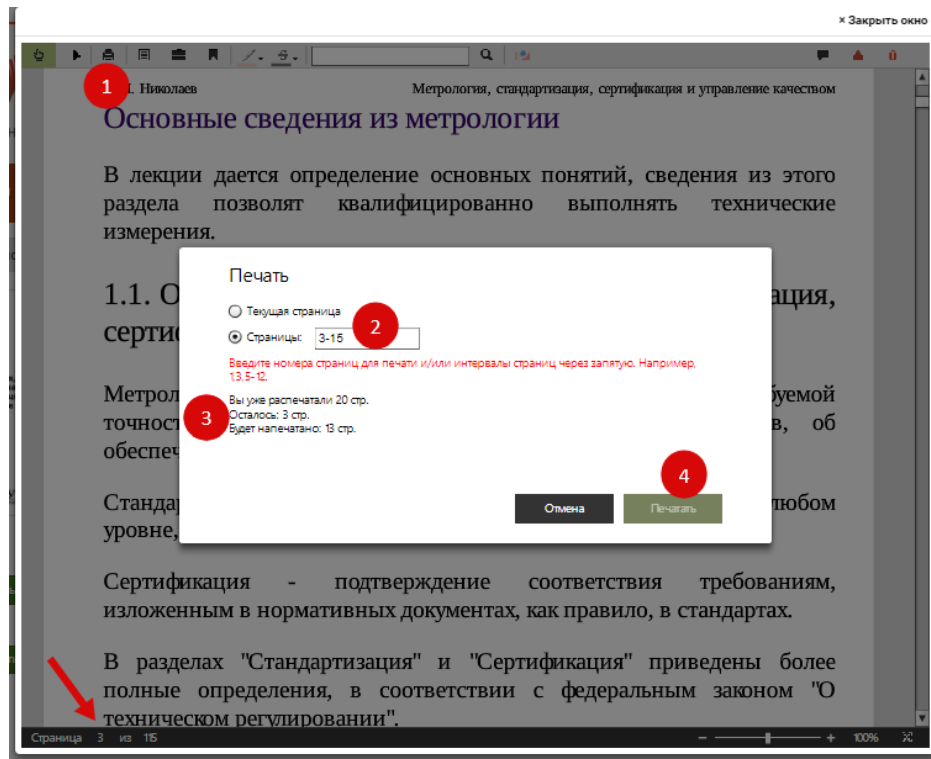 × Закрыть окно
1
Николаев
Метрология, стандартизация, сертификация и управление качеством
Основные сведения из метрологии
В лекции дается определение основных понятий, сведения из этого
раздела позволят квалифицированно выполнять технические
измерения.
1.1. О
ация,
серти
Печать
Текущая страница
Страницы: 3-15
2
Введите номера страниц для печати и/или интервалы страниц через запятую. Например,
1,3,5-12.
Вы уже распечатали 20 стр.
Осталось: 3 стр.
Будет напечатано: 13 стр.
3
4
Отмена
Печатать
Метрол
буемой
точност
в, об
обеспеч
Станда
любом
уровне,
Сертификация - подтверждение соответствия требованиям,
изложенным в нормативных документах, как правило, в стандартах.
В разделах "Стандартизация" и "Сертификация" приведены более
полные определения, в соответствии с федеральным законом "О
техническом регулировании".
Страница 3 из 115
100%